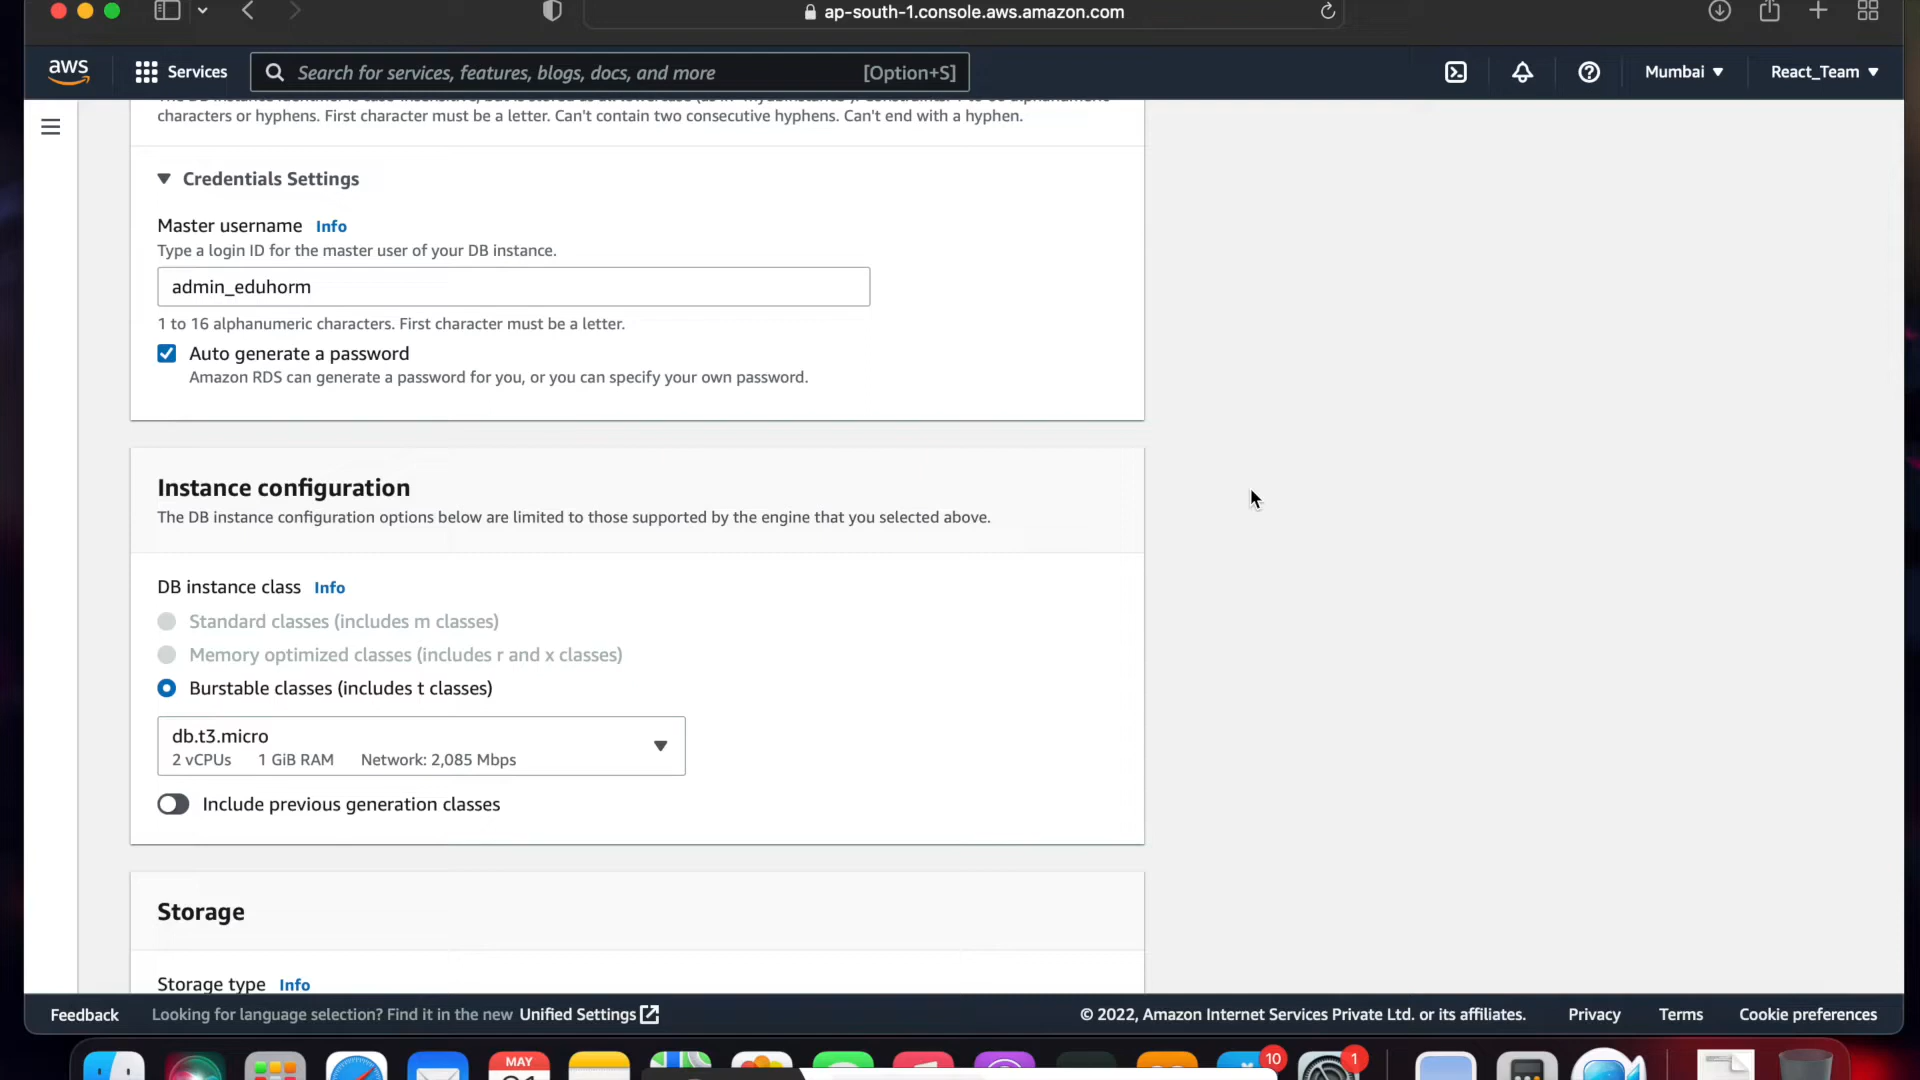 ap-south-1.console.aws.amazon.com
aws
Services
Search for services, features, blogs, docs, and more
[Option+S]
Mumbai ▼
React_Team ▼
characters or hyphens. First character must be a letter. Can't contain two consecutive hyphens. Can't end with a hyphen.
Credentials Settings
Master username Info
Type a login ID for the master user of your DB instance.
admin_eduhorm
1 to 16 alphanumeric characters. First character must be a letter.
Auto generate a password
Amazon RDS can generate a password for you, or you can specify your own password.
Instance configuration
The DB instance configuration options below are limited to those supported by the engine that you selected above.
DB instance class Info
Standard classes (includes m classes)
Memory optimized classes (includes r and x classes)
Burstable classes (includes t classes)
db.t3.micro
2 vCPUs 1 GiB RAM Network: 2,085 Mbps
Include previous generation classes
Storage
Storage type Info
Feedback
Looking for language selection? Find it in the new Unified Settings
© 2022, Amazon Internet Services Private Ltd. or its affiliates.
Privacy
Terms
Cookie preferences
MAY
10
1